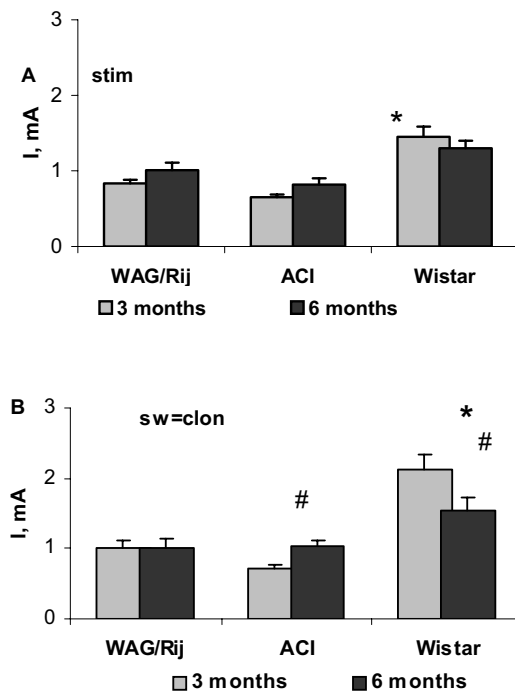 A stim
3
2
1
0
I, mA
*
WAG/Rij ACI Wistar
3 months 6 months
B sw=clon
3
2
1
0
I, mA
*
#
#
WAG/Rij ACI Wistar
3 months 6 months